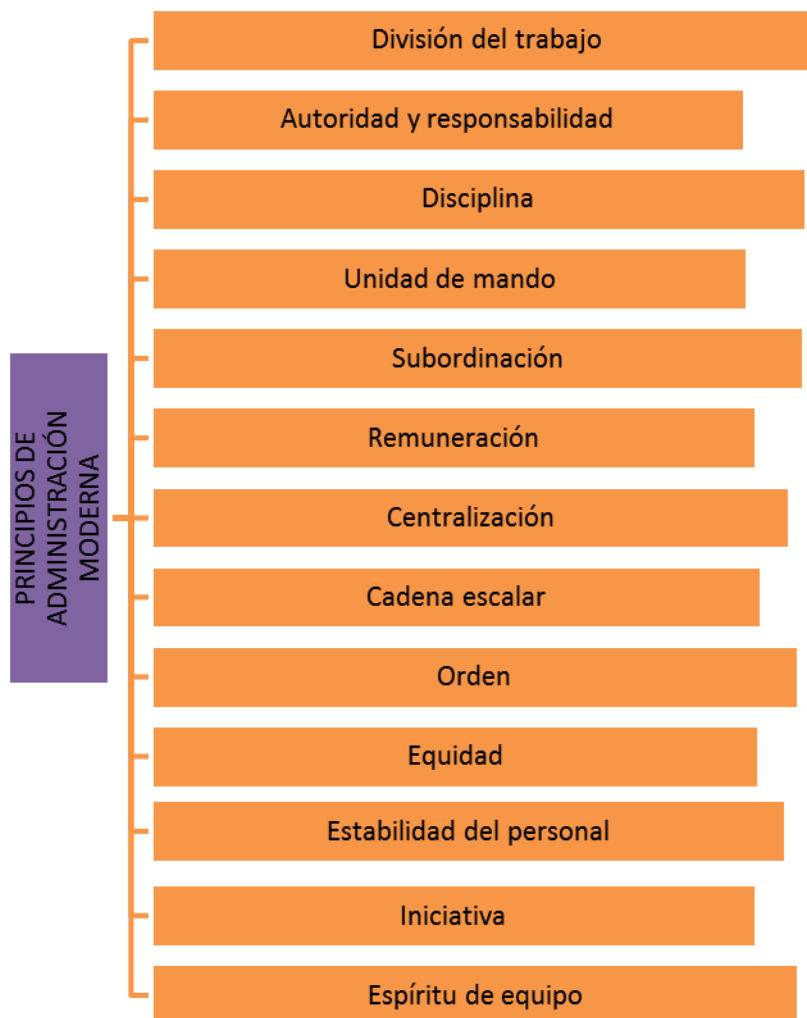 PRINCIPIOS DE
ADMINISTRACIÓN
MODERNA
División del trabajo
Autoridad y responsabilidad
Disciplina
Unidad de mando
Subordinación
Remuneración
Centralización
Cadena escalar
Orden
Equidad
Estabilidad del personal
Iniciativa
Espíritu de equipo